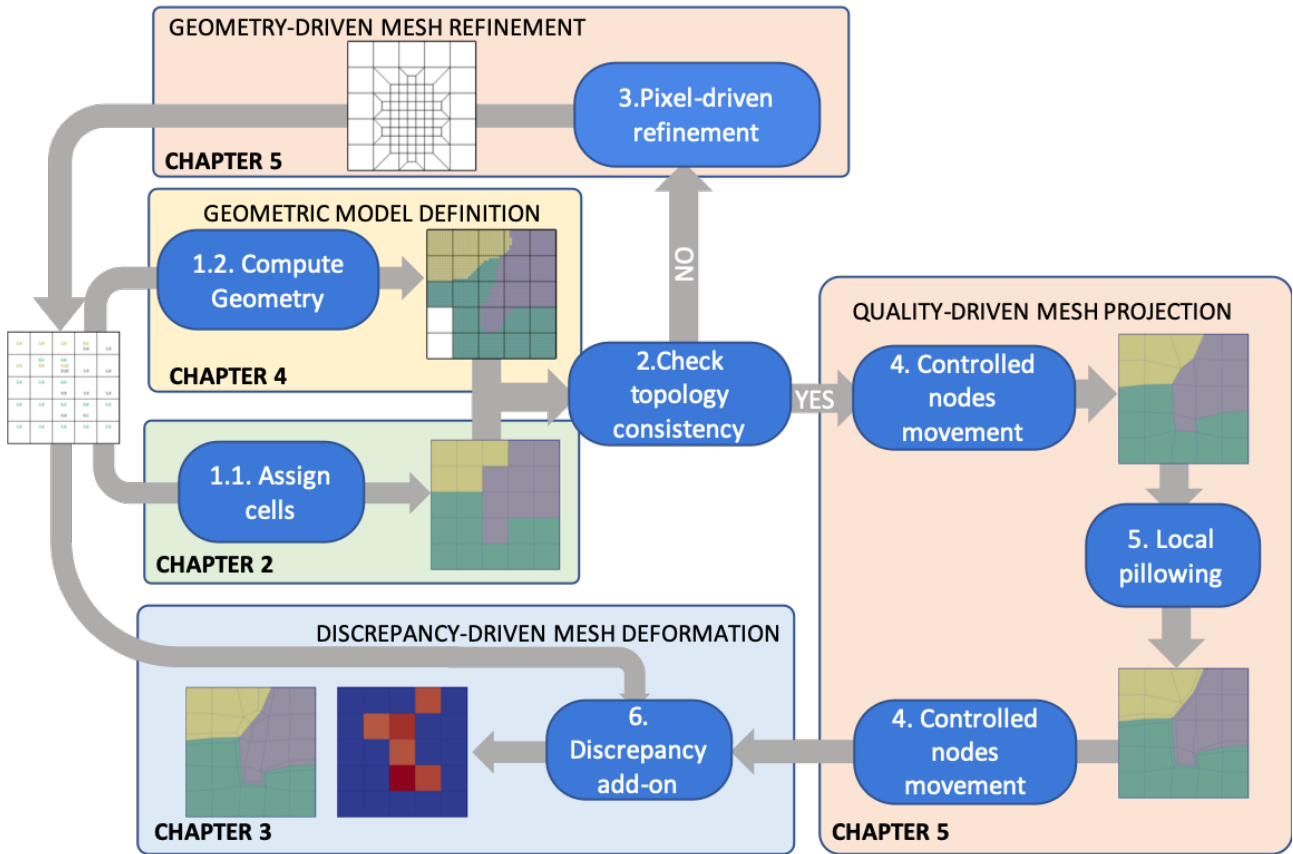 GEOMETRY-DRIVEN MESH REFINEMENT
3.Pixel-driven
refinement
CHAPTER 5
GEOMETRIC MODEL DEFINITION
1.2. Compute
Geometry
CHAPTER 4
NO
2.Check
topology
consistency
YES
1.1. Assign
cells
CHAPTER 2
QUALITY-DRIVEN MESH PROJECTION
4. Controlled
nodes
movement
5. Local
pillowing
4. Controlled
nodes
movement
CHAPTER 5
DISCREPANCY-DRIVEN MESH DEFORMATION
6.
Discrepancy
add-on
CHAPTER 3